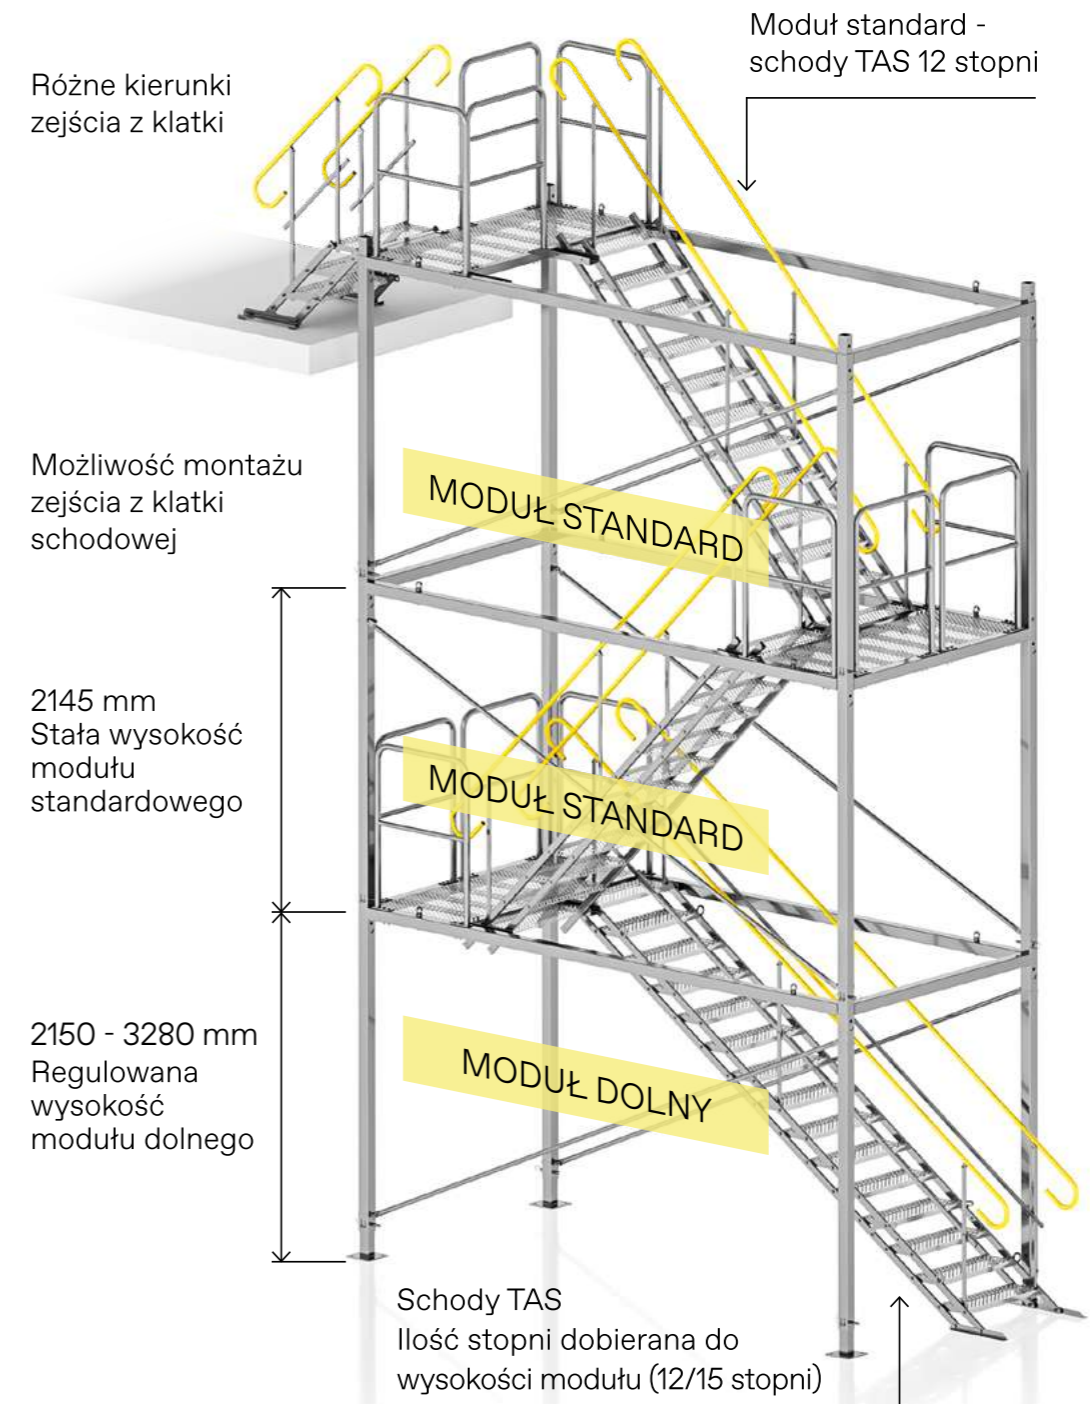 Moduł standard -
schody TAS 12 stopni
Różne kierunki
zejścia z klatki
Możliwość montażu
zejścia z klatki
schodowej
MODUŁ STANDARD
2145 mm
Stała wysokość
modułu
standardowego
MODUŁ STANDARD
2150 - 3280 mm
Regulowana
wysokość
modułu dolnego
MODUŁ DOLNY
Schody TAS
Ilość stopni dobierana do
wysokości modułu (12/15 stopni)